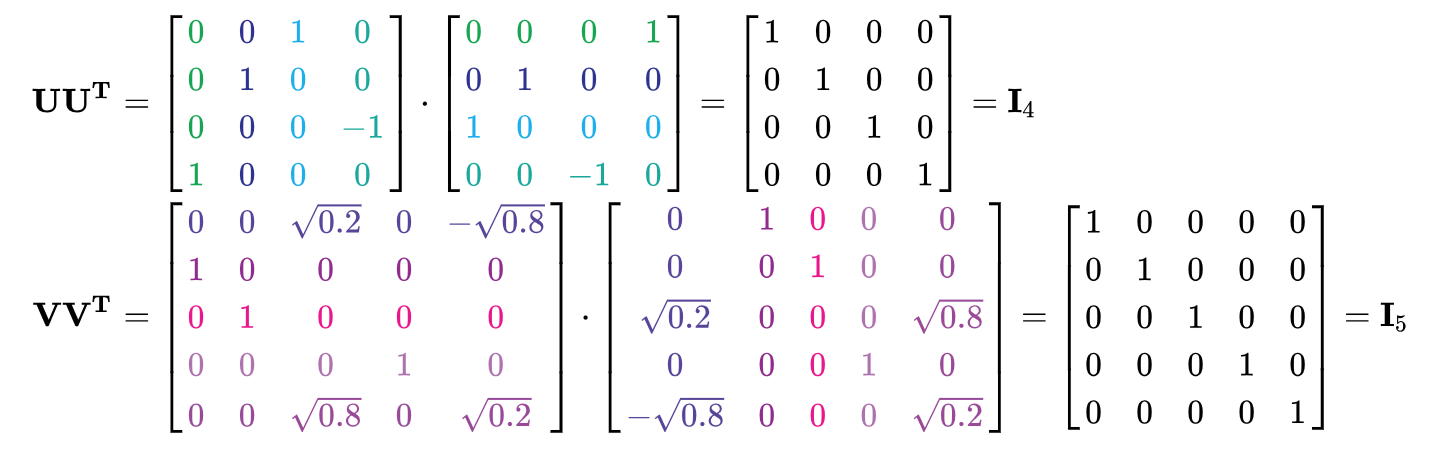 UUᵀ = [0 0 1 0; 0 1 0 0; 0 0 0 −1; 1 0 0 0] · [0 0 0 1; 0 1 0 0; 1 0 0 0; 0 0 −1 0] = [1 0 0 0; 0 1 0 0; 0 0 1 0; 0 0 0 1] = I₄
VVᵀ = [0 0 √0.2 0 −√0.8; 1 0 0 0 0; 0 1 0 0 0; 0 0 0 1 0; 0 0 √0.8 0 √0.2] · [0 1 0 0 0; 0 0 1 0 0; √0.2 0 0 0 √0.8; 0 0 0 1 0; −√0.8 0 0 0 √0.2] = [1 0 0 0 0; 0 1 0 0 0; 0 0 1 0 0; 0 0 0 1 0; 0 0 0 0 1] = I₅